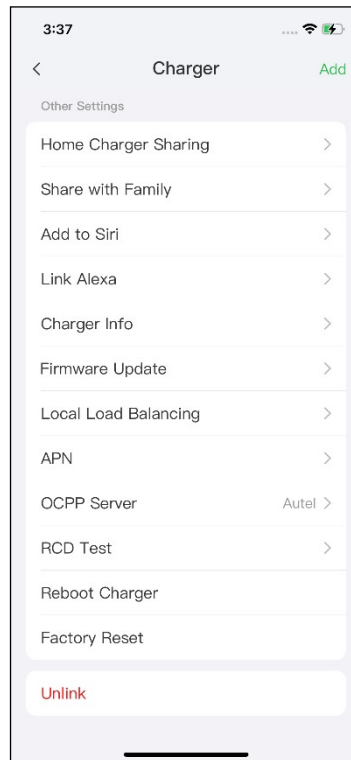 3:37
Charger
Add
Other Settings
Home Charger Sharing
Share with Family
Add to Siri
Link Alexa
Charger Info
Firmware Update
Local Load Balancing
APN
OCPP Server Autel
RCD Test
Reboot Charger
Factory Reset
Unlink